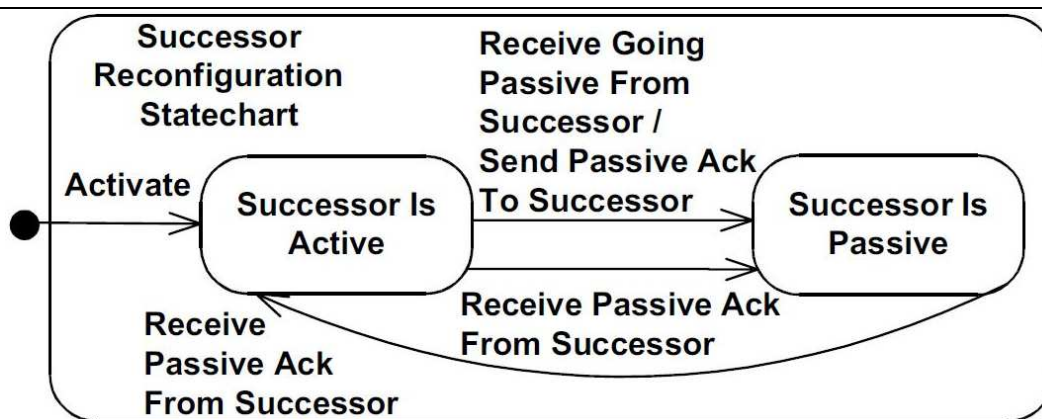 Successor
Reconfiguration
Statechart
Receive Going
Passive From
Successor /
Send Passive Ack
To Successor
Activate
Successor Is
Active
Successor Is
Passive
Receive Passive Ack
From Successor
Receive
Passive Ack
From Successor